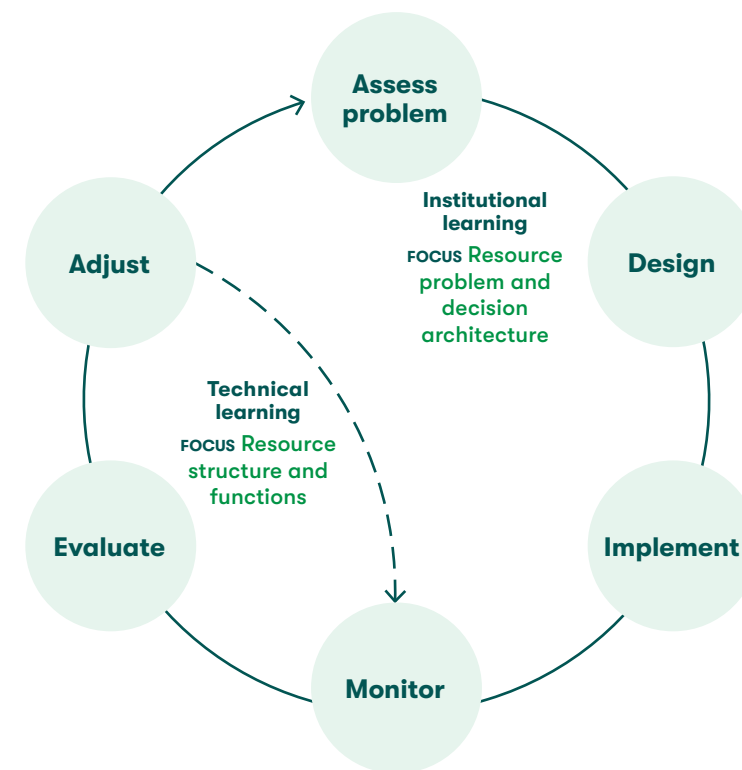 Assess
problem
Institutional
learning
FOCUS Resource
problem and
decision
architecture
Design
Adjust
Technical
learning
FOCUS Resource
structure and
functions
Evaluate
Implement
Monitor